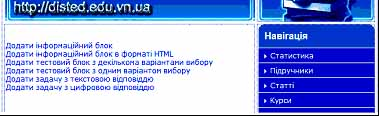 http://disted.edu.vn.ua
Додати інформаційний блок
Додати інформаційний блок в форматі HTML
Додати тестовий блок з декількома варіантами вибору
Додати тестовий блок з одним варіантом вибору
Додати задачу з текстовою відповіддю
Додати задачу з цифровою відповіддю
Навігація
Статистика
Підручники
Статті
Курси